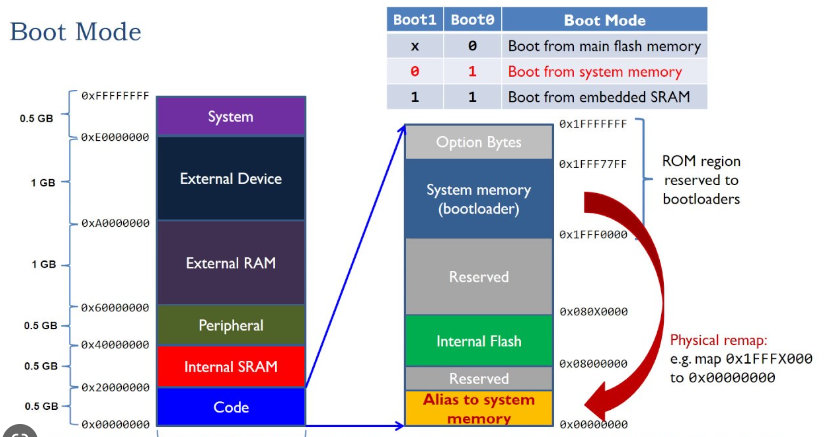 Boot Mode
Boot1 Boot0 Boot Mode
x 0 Boot from main flash memory
0 1 Boot from system memory
1 1 Boot from embedded SRAM
0xFFFFFFFF
0.5 GB
System
0xE0000000
1 GB
External Device
0xA0000000
1 GB
External RAM
0x60000000
0.5 GB
Peripheral
0x40000000
0.5 GB
Internal SRAM
0x20000000
0.5 GB
Code
0x00000000
0x1FFFFFFF
Option Bytes
0x1FFF77FF
System memory
(bootloader)
0x1FFF0000
Reserved
0x080X0000
Internal Flash
0x08000000
Reserved
Alias to system
memory
0x00000000
ROM region
reserved to
bootloaders
Physical remap:
e.g. map 0x1FFFX000
to 0x00000000